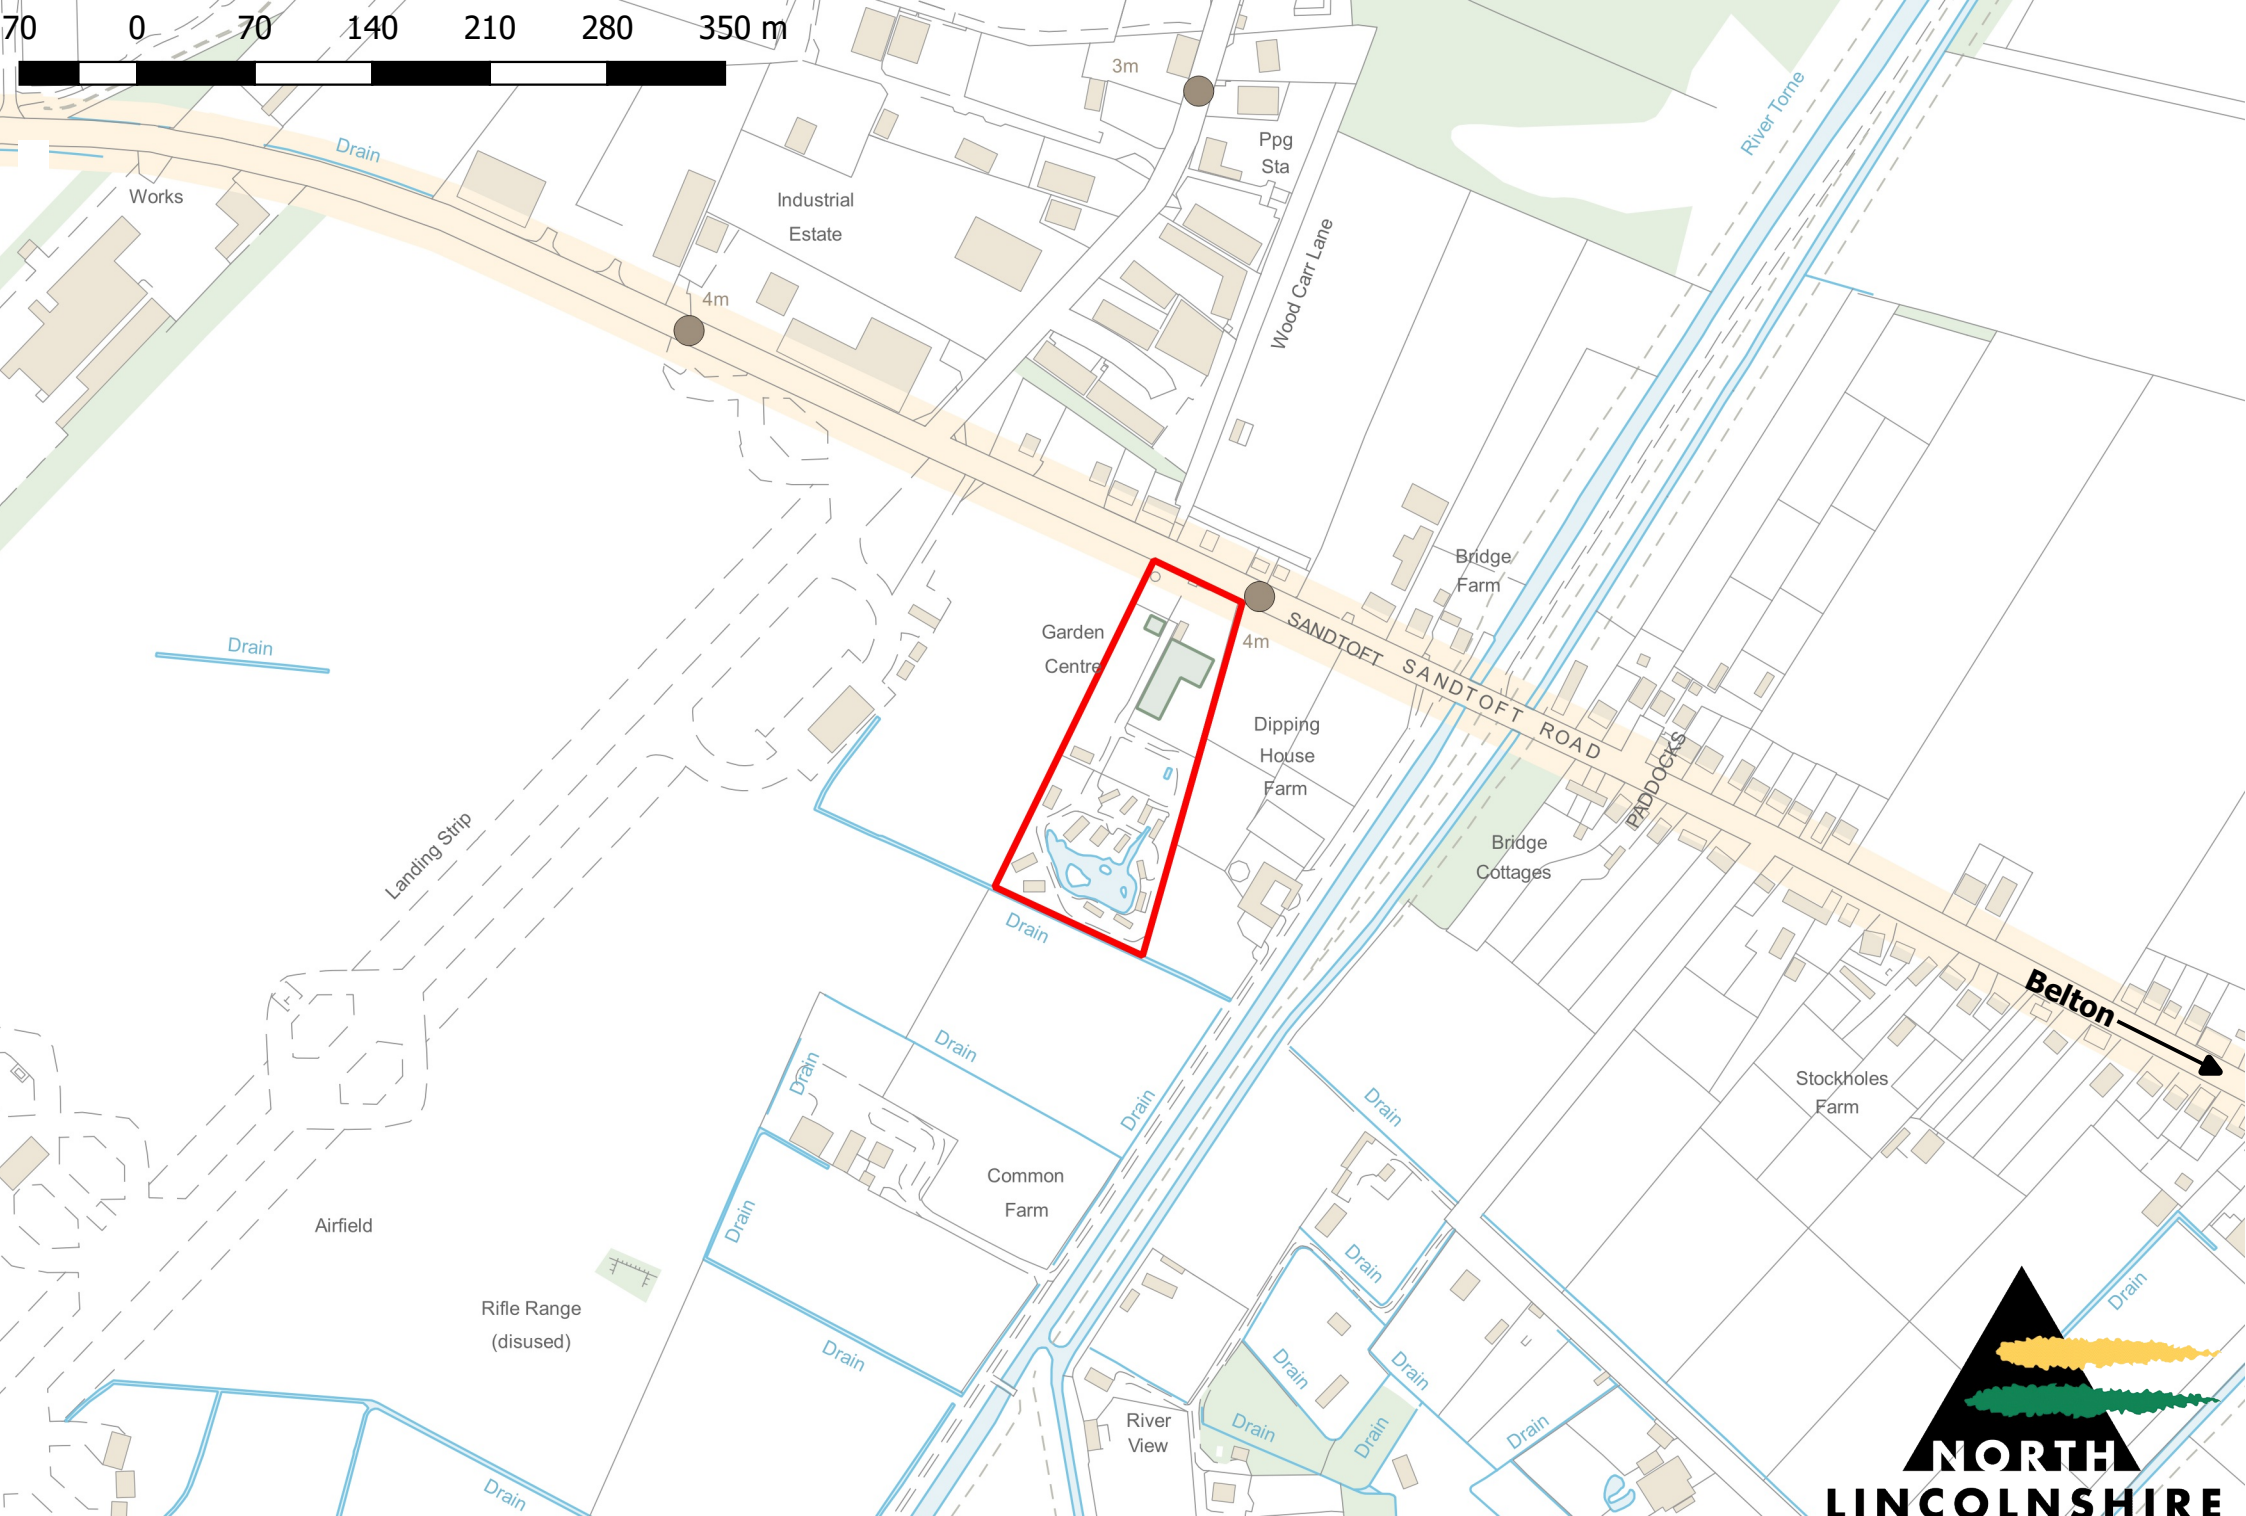 70 0 70 140 210 280 350 m
3m
River Torne
Drain
Ppg
Sta
Works
Industrial
Estate
Wood Carr Lane
4m
Bridge
Farm
Garden
Centre
4m
SANDTOFT
SANDTOFT ROAD
Drain
Dipping
House
Farm
PADDOCKS
Landing Strip
Bridge
Cottages
Drain
Belton
Drain
Drain
Drain
Drain
Stockholes
Farm
Common
Farm
Drain
Airfield
Drain
Drain
Rifle Range
(disused)
Drain
Drain
Drain
River
View
Drain
Drain
Drain
Drain
NORTH
LINCOLNSHIRE